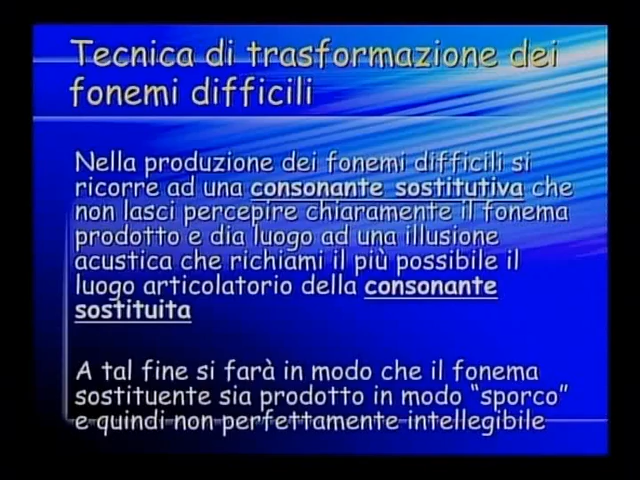 Tecnica di trasformazione dei
fonemi difficili
Nella produzione dei fonemi difficili si
ricorre ad una consonante sostitutiva che
non lasci percepire chiaramente il fonema
prodotto e dia luogo ad una illusione
acustica che richiami il più possibile il
luogo articolatorio della consonante
sostituita
A tal fine si farà in modo che il fonema
sostituente sia prodotto in modo “sporco”
e quindi non perfettamente intellegibile